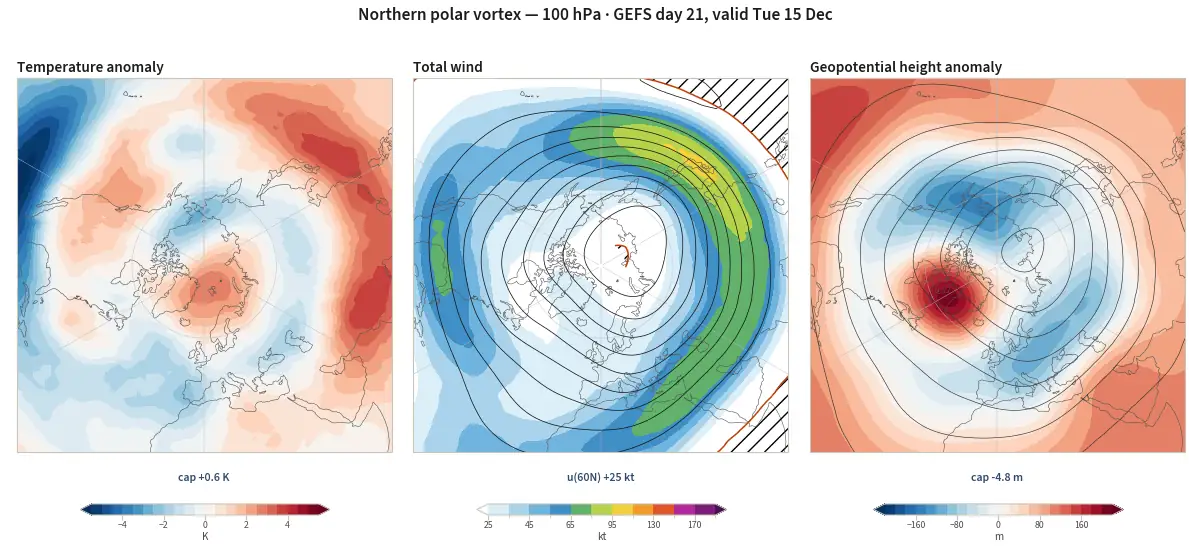 Northern polar vortex — 100 hPa · GEFS day 21, valid Tue 15 Dec
Temperature anomaly
Total wind
Geopotential height anomaly
cap +0.6 K
u(60N) +25 kt
cap -4.8 m
−4 −2 0 2 4
K
25 45 65 95 130 170
kt
−160 −80 0 80 160
m